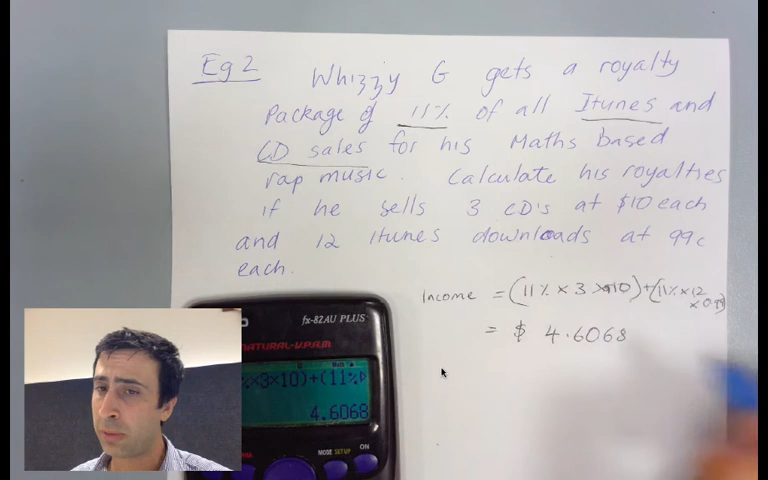 Eg 2 Whizzy G gets a royalty
Package of 11% of all Itunes and
CD sales for his Maths based
rap music. Calculate his royalties
if he sells 3 CD's at $10 each
and 12 Itunes downloads at 99c
each.
Income = (11% × 3 × 10) + (11% × 12
× 0.99)
= $ 4.6068
fx-82AU PLUS
NATURAL-V.P.A.M.
%×3×10)+(11%
4.6068
MODE SETUP ON